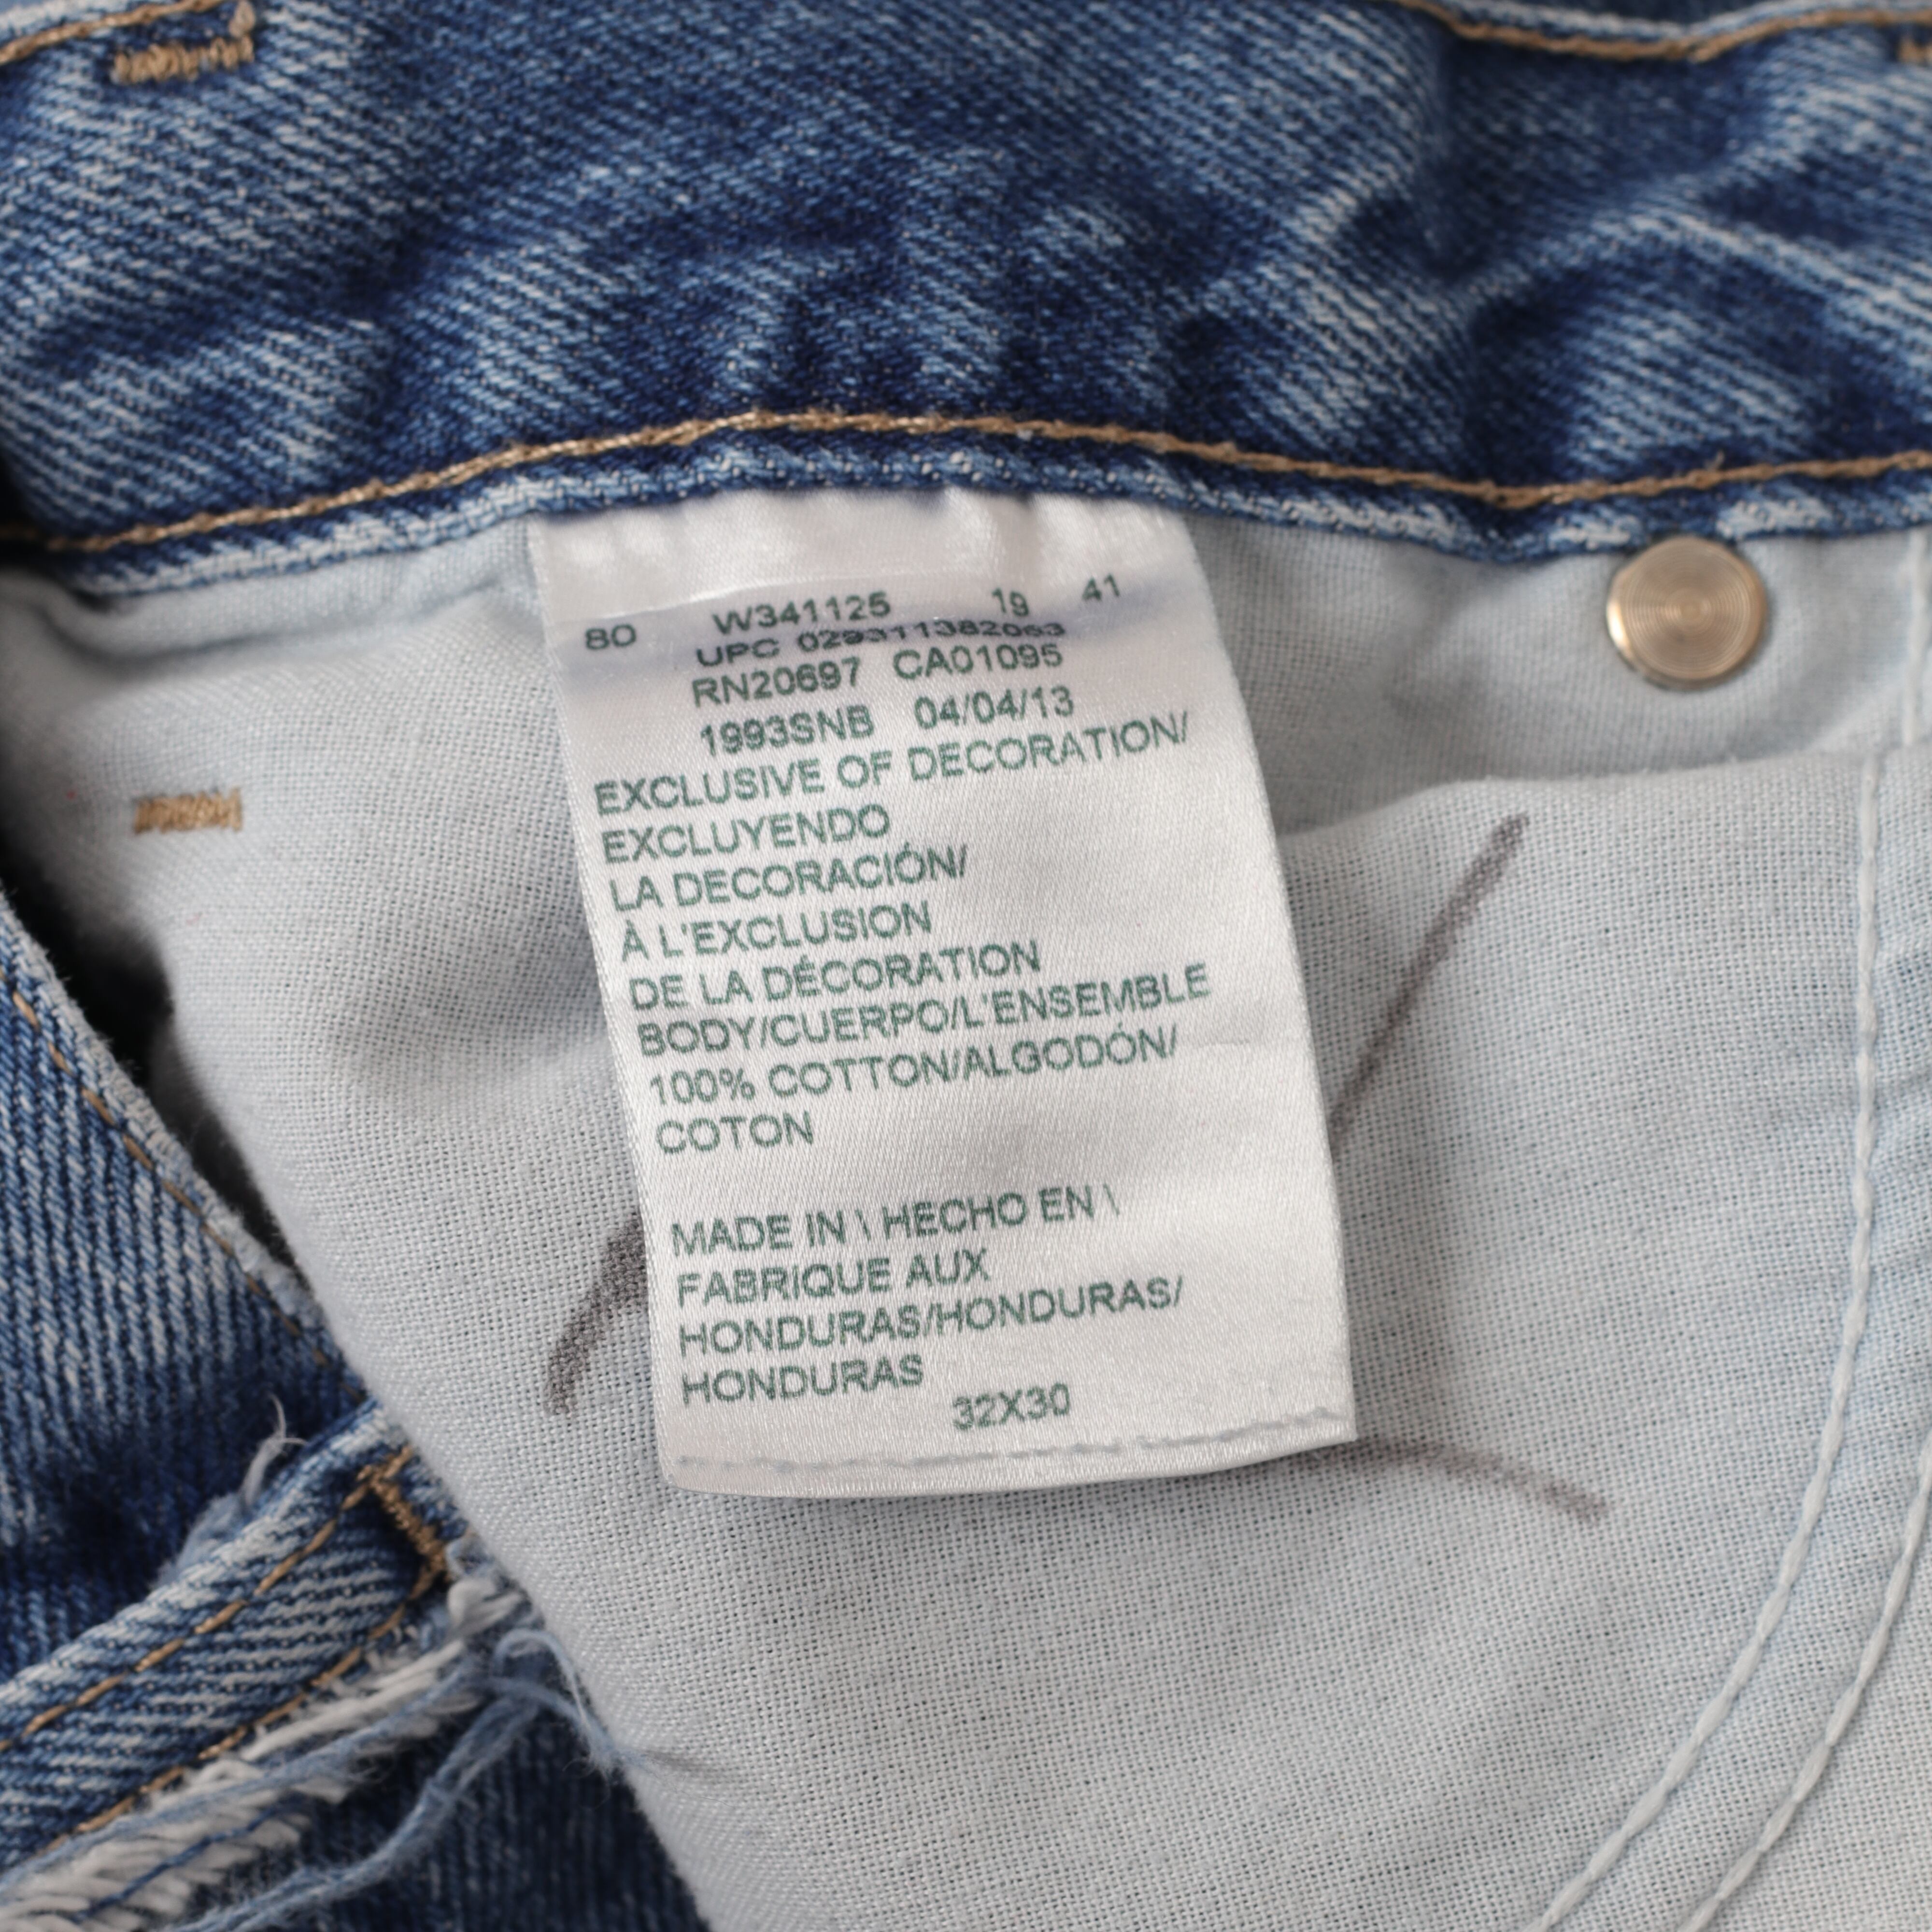 80 W341125 19 41
UPC 029311382063
RN20697 CA01095
1993SNB 04/04/13
EXCLUSIVE OF DECORATION/
EXCLUYENDO
LA DECORACIÓN/
À L'EXCLUSION
DE LA DÉCORATION
BODY/CUERPO/L'ENSEMBLE
100% COTTON/ALGODÓN/
COTON
MADE IN \ HECHO EN \
FABRIQUE AUX
HONDURAS/HONDURAS/
HONDURAS
32X30